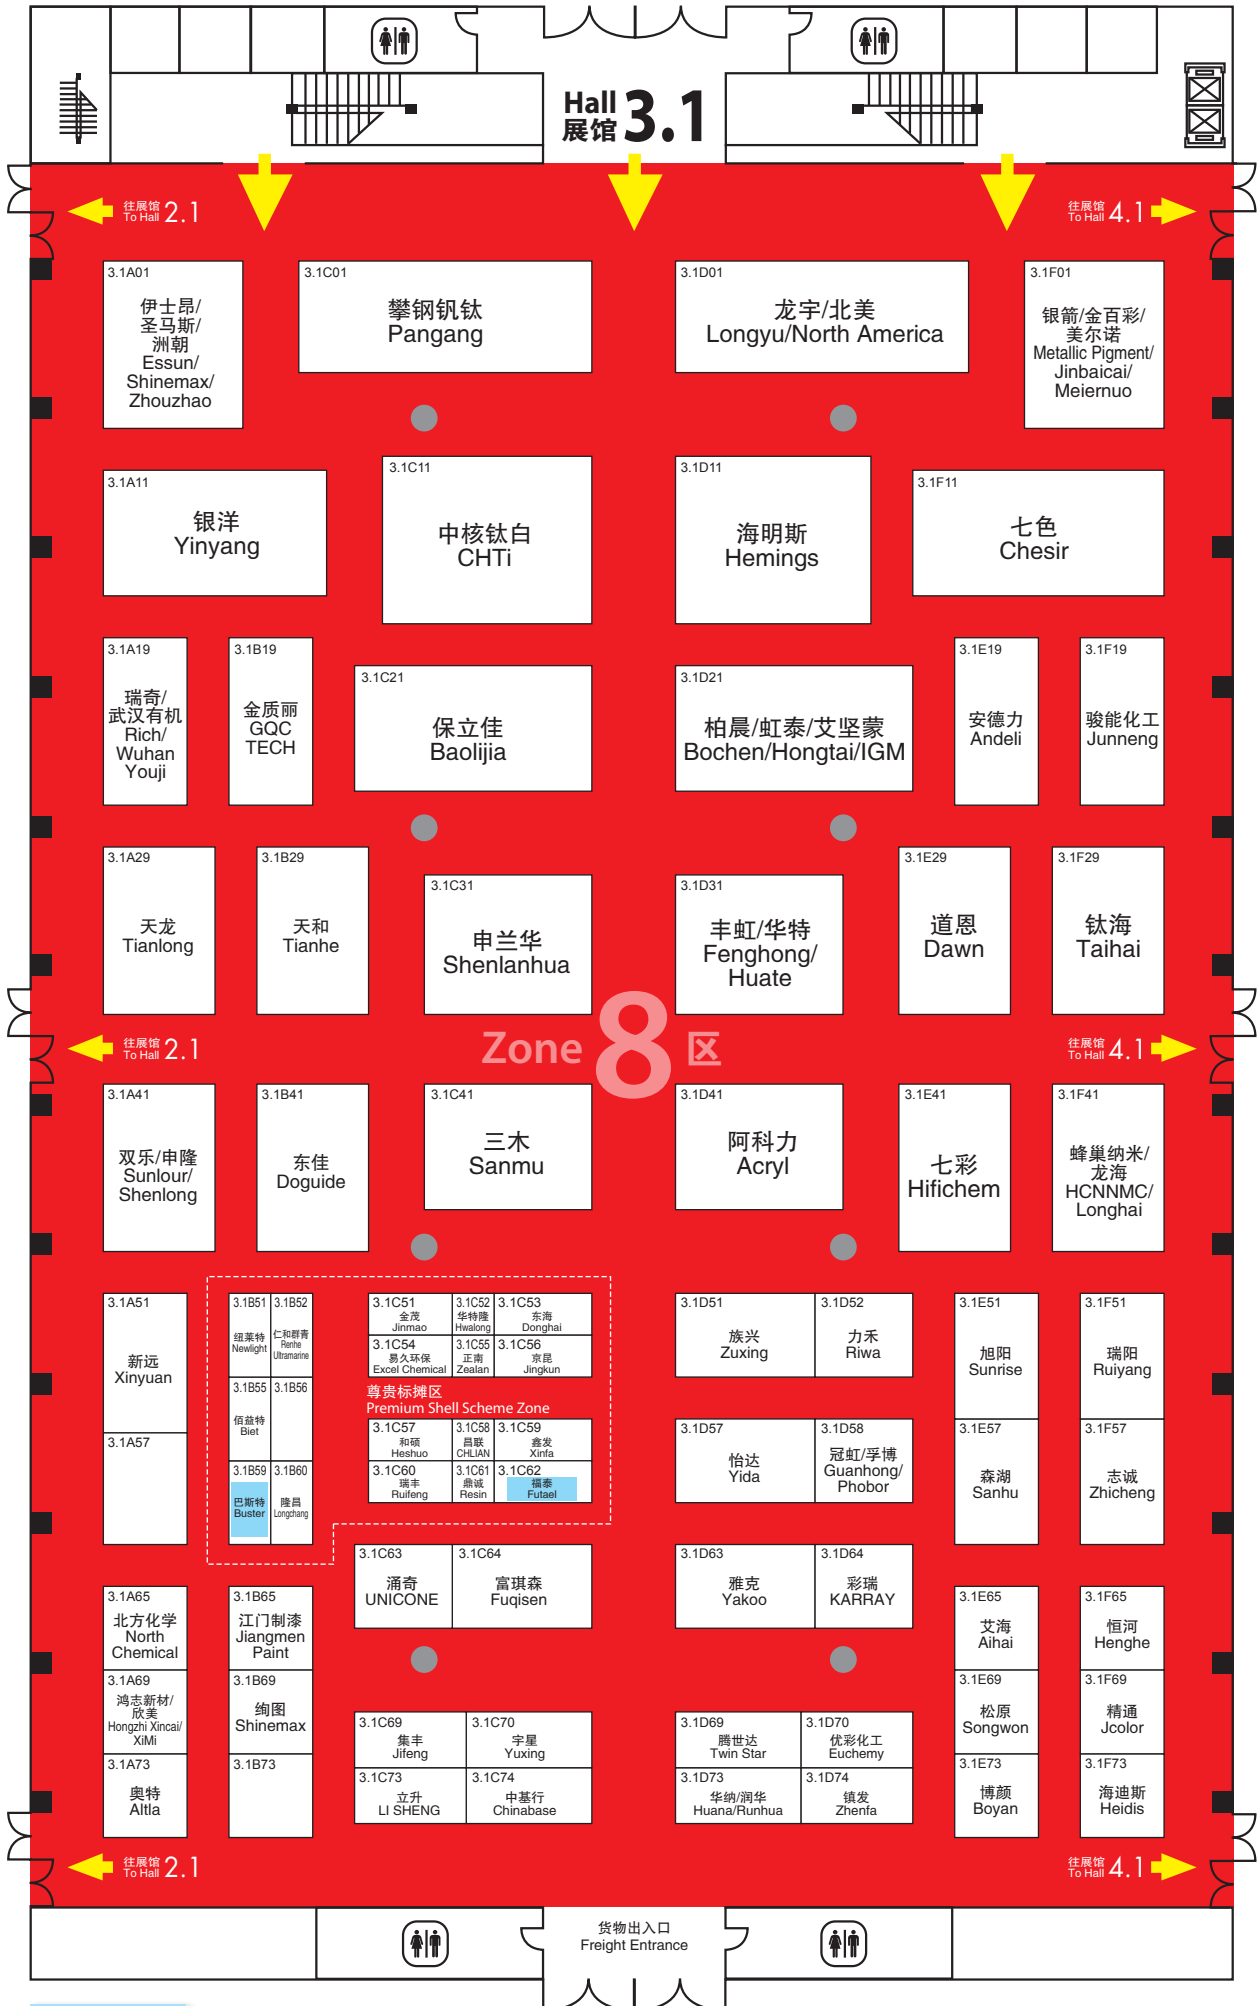 Hall
展馆 3.1
往展馆
To Hall 2.1
往展馆
To Hall 4.1
3.1A01
伊士昂/
圣马斯/
洲朝
Essun/
Shinemax/
Zhouzhao
3.1C01
攀钢钒钛
Pangang
3.1D01
龙宇/北美
Longyu/North America
3.1F01
银箭/金百彩/
美尔诺
Metallic Pigment/
Jinbaicai/
Meiernuo
3.1A11
银洋
Yinyang
3.1C11
中核钛白
CHTi
3.1D11
海明斯
Hemings
3.1F11
七色
Chesir
3.1A19
瑞奇/
武汉有机
Rich/
Wuhan
Youji
3.1B19
金质丽
GQC
TECH
3.1C21
保立佳
Baolijia
3.1D21
柏晨/虹泰/艾坚蒙
Bochen/Hongtai/IGM
3.1E19
安德力
Andeli
3.1F19
骏能化工
Junneng
3.1A29
天龙
Tianlong
3.1B29
天和
Tianhe
3.1C31
申兰华
Shenlanhua
3.1D31
丰虹/华特
Fenghong/
Huate
3.1E29
道恩
Dawn
3.1F29
钛海
Taihai
往展馆
To Hall 2.1
Zone 8 区
往展馆
To Hall 4.1
3.1A41
双乐/申隆
Sunlour/
Shenlong
3.1B41
东佳
Doguide
3.1C41
三木
Sanmu
3.1D41
阿科力
Acryl
3.1E41
七彩
Hifichem
3.1F41
蜂巢纳米/
龙海
HCNNMC/
Longhai
3.1A51
新远
Xinyuan
3.1A57
3.1B51
纽莱特
Newlight
3.1B52
仁和群青
Renhe
Ultramarine
3.1B55
佰益特
Biet
3.1B56
3.1B59
巴斯特
Buster
3.1B60
隆昌
Longchang
3.1C51
金茂
Jinmao
3.1C52
华特隆
Hwalong
3.1C53
东海
Donghai
3.1C54
易久环保
Excel Chemical
3.1C55
正南
Zealan
3.1C56
京昆
Jingkun
尊贵标摊区
Premium Shell Scheme Zone
3.1C57
和硕
Heshuo
3.1C58
昌联
CHLIAN
3.1C59
鑫发
Xinfa
3.1C60
瑞丰
Ruifeng
3.1C61
鼎诚
Resin
3.1C62
福泰
Futael
3.1D51
族兴
Zuxing
3.1D52
力禾
Riwa
3.1D57
怡达
Yida
3.1D58
冠虹/孚博
Guanhong/
Phobor
3.1E51
旭阳
Sunrise
3.1E57
森湖
Sanhu
3.1F51
瑞阳
Ruiyang
3.1F57
志诚
Zhicheng
3.1C63
涌奇
UNICONE
3.1C64
富琪森
Fuqisen
3.1D63
雅克
Yakoo
3.1D64
彩瑞
KARRAY
3.1A65
北方化学
North
Chemical
3.1A69
鸿志新材/
欣美
Hongzhi Xincai/
XiMi
3.1A73
奥特
Altla
3.1B65
江门制漆
Jiangmen
Paint
3.1B69
绚图
Shinemax
3.1B73
3.1C69
集丰
Jifeng
3.1C70
宇星
Yuxing
3.1C73
立升
LI SHENG
3.1C74
中基行
Chinabase
3.1D69
腾世达
Twin Star
3.1D70
优彩化工
Euchemy
3.1D73
华纳/润华
Huana/Runhua
3.1D74
镇发
Zhenfa
3.1E65
艾海
Aihai
3.1E69
松原
Songwon
3.1E73
博颜
Boyan
3.1F65
恒河
Henghe
3.1F69
精通
Jcolor
3.1F73
海迪斯
Heidis
往展馆
To Hall 2.1
往展馆
To Hall 4.1
货物出入口
Freight Entrance